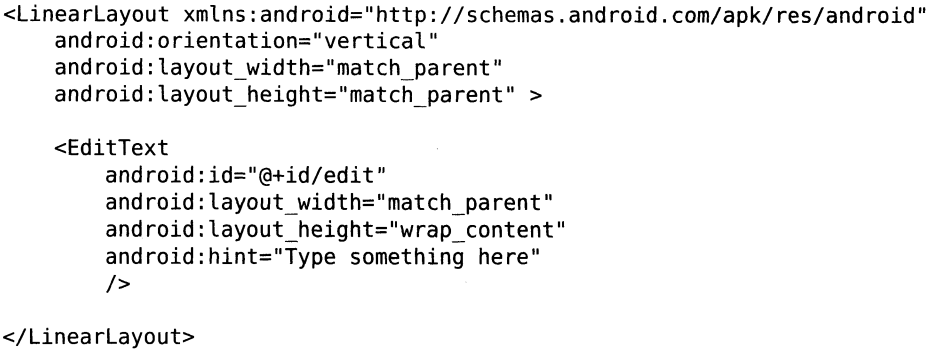 <LinearLayout xmlns:android="http://schemas.android.com/apk/res/android"
    android:orientation="vertical"
    android:layout_width="match_parent"
    android:layout_height="match_parent" >

    <EditText
        android:id="@+id/edit"
        android:layout_width="match_parent"
        android:layout_height="wrap_content"
        android:hint="Type something here"
        />

</LinearLayout>